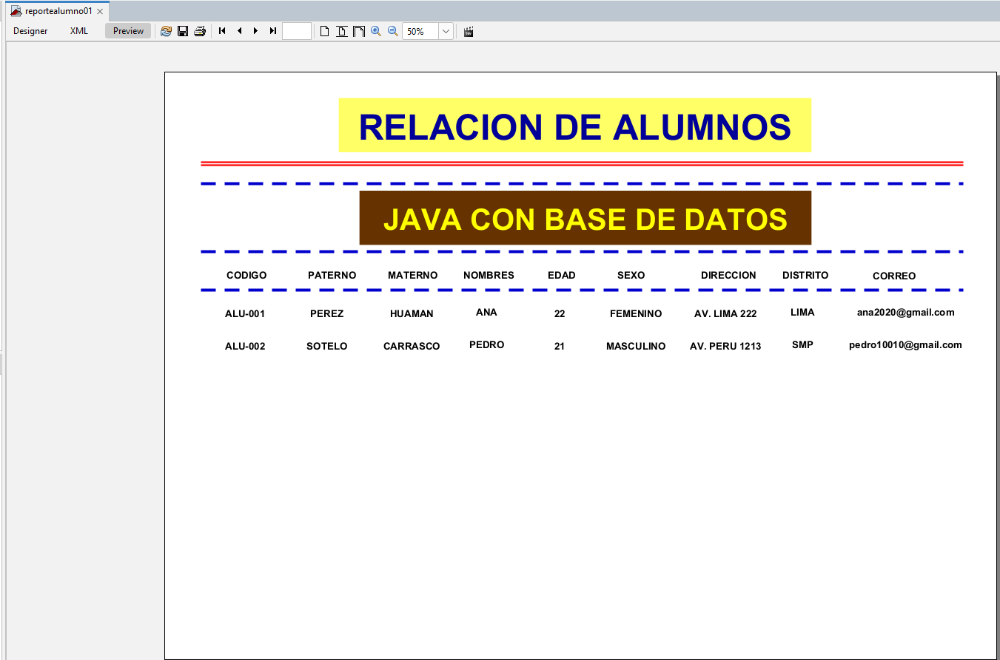 reportealumno01
Designer XML Preview 50%
RELACION DE ALUMNOS
JAVA CON BASE DE DATOS
CODIGO PATERNO MATERNO NOMBRES EDAD SEXO DIRECCION DISTRITO CORREO
ALU-001 PEREZ HUAMAN ANA 22 FEMENINO AV. LIMA 222 LIMA ana2020@gmail.com
ALU-002 SOTELO CARRASCO PEDRO 21 MASCULINO AV. PERU 1213 SMP pedro10010@gmail.com